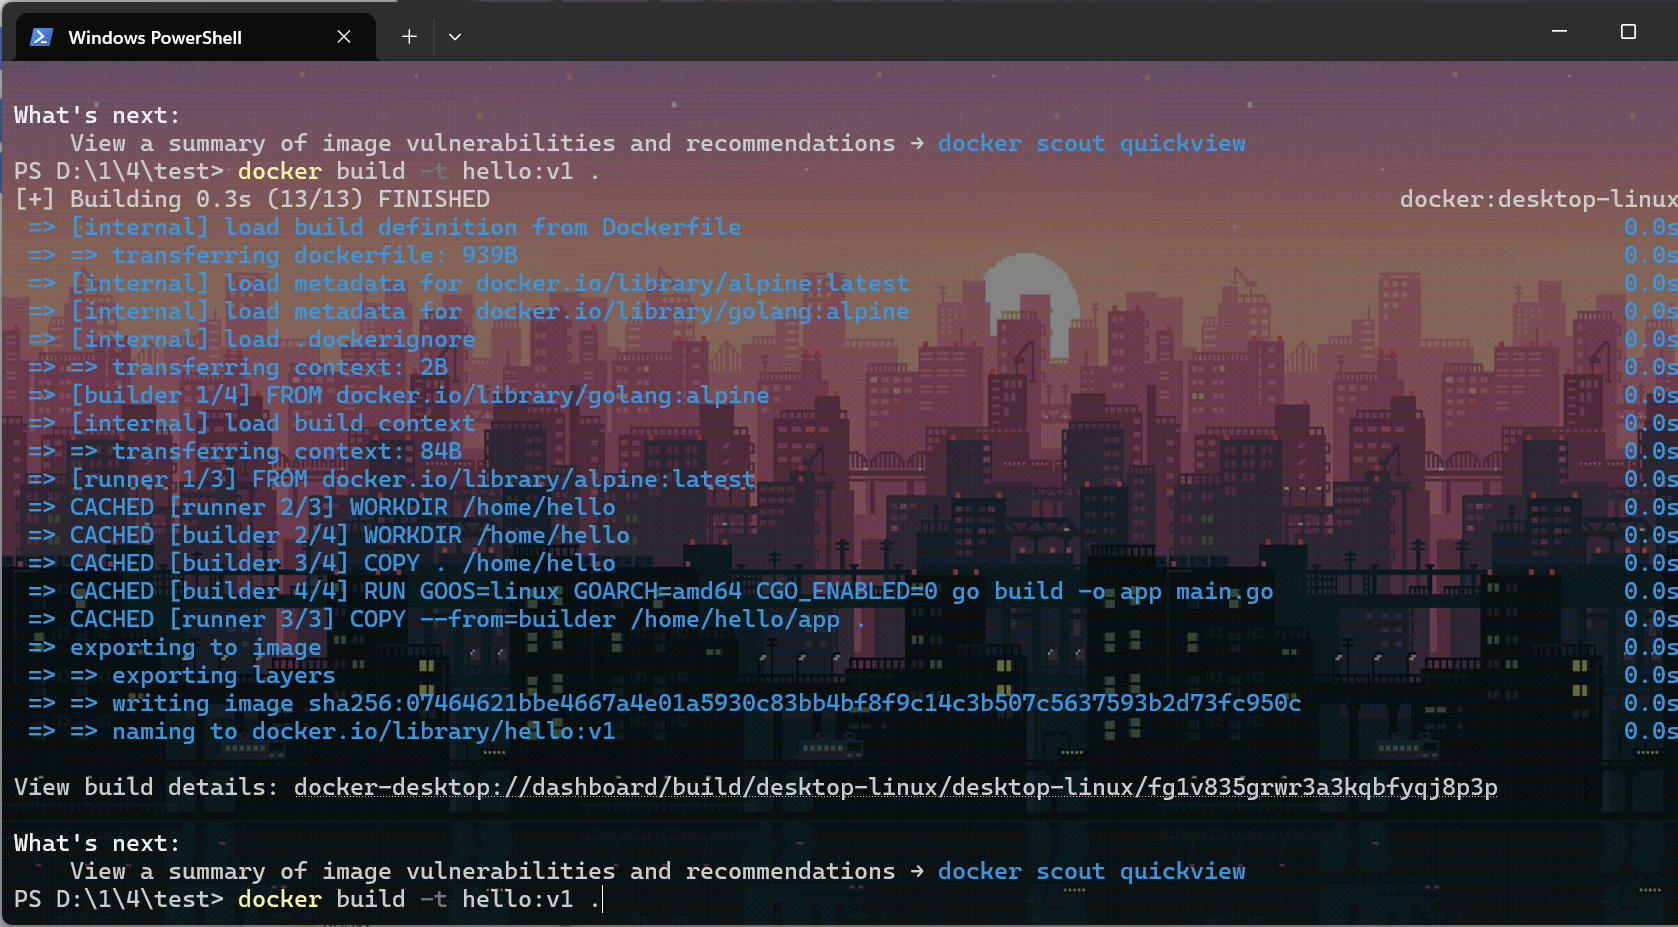 Windows PowerShell
What's next:
View a summary of image vulnerabilities and recommendations → docker scout quickview
PS D:\1\4\test> docker build -t hello:v1 .
[+] Building 0.3s (13/13) FINISHED docker:desktop-linux
=> [internal] load build definition from Dockerfile 0.0s
=> => transferring dockerfile: 939B 0.0s
=> [internal] load metadata for docker.io/library/alpine:latest 0.0s
=> [internal] load metadata for docker.io/library/golang:alpine 0.0s
=> [internal] load .dockerignore 0.0s
=> => transferring context: 2B 0.0s
=> [builder 1/4] FROM docker.io/library/golang:alpine 0.0s
=> [internal] load build context 0.0s
=> => transferring context: 84B 0.0s
=> [runner 1/3] FROM docker.io/library/alpine:latest 0.0s
=> CACHED [runner 2/3] WORKDIR /home/hello 0.0s
=> CACHED [builder 2/4] WORKDIR /home/hello 0.0s
=> CACHED [builder 3/4] COPY . /home/hello 0.0s
=> CACHED [builder 4/4] RUN GOOS=linux GOARCH=amd64 CGO_ENABLED=0 go build -o app main.go 0.0s
=> CACHED [runner 3/3] COPY --from=builder /home/hello/app . 0.0s
=> exporting to image 0.0s
=> => exporting layers 0.0s
=> => writing image sha256:07464621bbe4667a4e01a5930c83bb4bf8f9c14c3b507c5637593b2d73fc950c 0.0s
=> => naming to docker.io/library/hello:v1 0.0s
View build details: docker-desktop://dashboard/build/desktop-linux/desktop-linux/fg1v835grwr3a3kqbfyqj8p3p
What's next:
View a summary of image vulnerabilities and recommendations → docker scout quickview
PS D:\1\4\test> docker build -t hello:v1 .